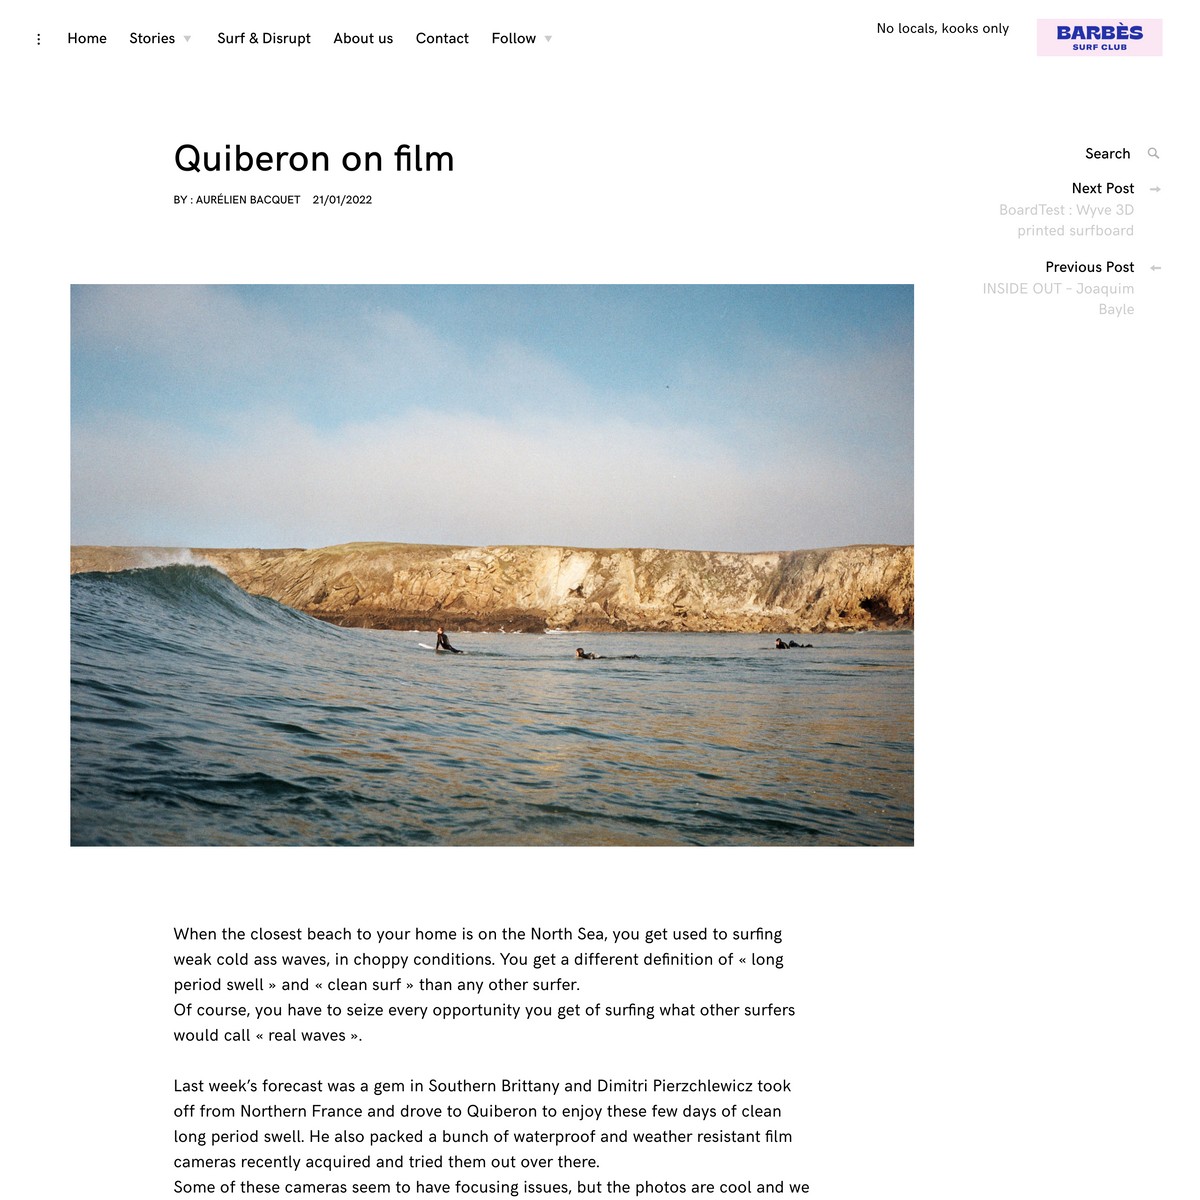 Home Stories Surf & Disrupt About us Contact Follow
No locals, kooks only
BARBÈS
SURF CLUB
Quiberon on film
BY : AURÉLIEN BACQUET 21/01/2022
Search
Next Post
BoardTest : Wyve 3D
printed surfboard
Previous Post
INSIDE OUT – Joaquim
Bayle
When the closest beach to your home is on the North Sea, you get used to surfing
weak cold ass waves, in choppy conditions. You get a different definition of « long
period swell » and « clean surf » than any other surfer.
Of course, you have to seize every opportunity you get of surfing what other surfers
would call « real waves ».
Last week’s forecast was a gem in Southern Brittany and Dimitri Pierzchlewicz took
off from Northern France and drove to Quiberon to enjoy these few days of clean
long period swell. He also packed a bunch of waterproof and weather resistant film
cameras recently acquired and tried them out over there.
Some of these cameras seem to have focusing issues, but the photos are cool and we